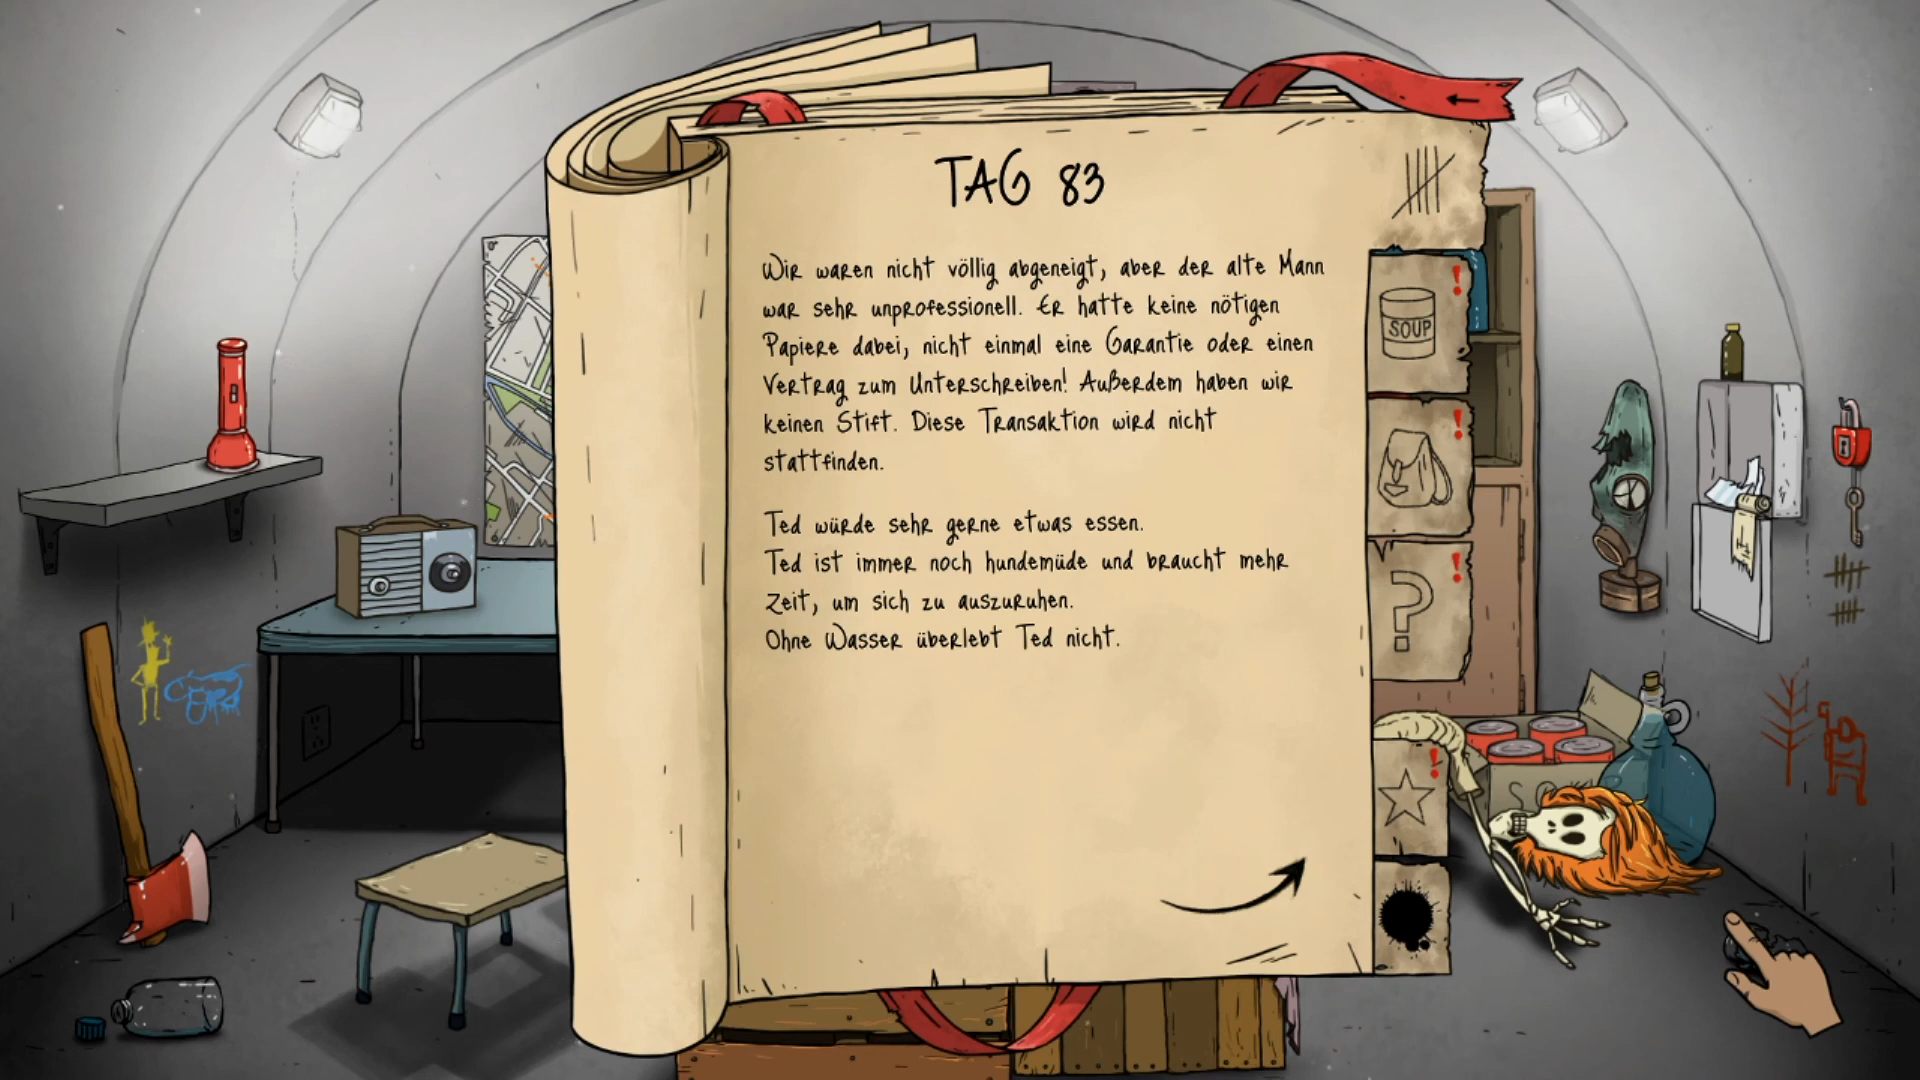 TAG 83
Wir waren nicht völlig abgeneigt, aber der alte Mann
war sehr unprofessionell. Er hatte keine nötigen
Papiere dabei, nicht einmal eine Garantie oder einen
Vertrag zum Unterschreiben! Außerdem haben wir
keinen Stift. Diese Transaktion wird nicht
stattfinden.
Ted würde sehr gerne etwas essen.
Ted ist immer noch hundemüde und braucht mehr
Zeit, um sich zu auszuruhen.
Ohne Wasser überlebt Ted nicht.
!
SOUP
!
!
?
!